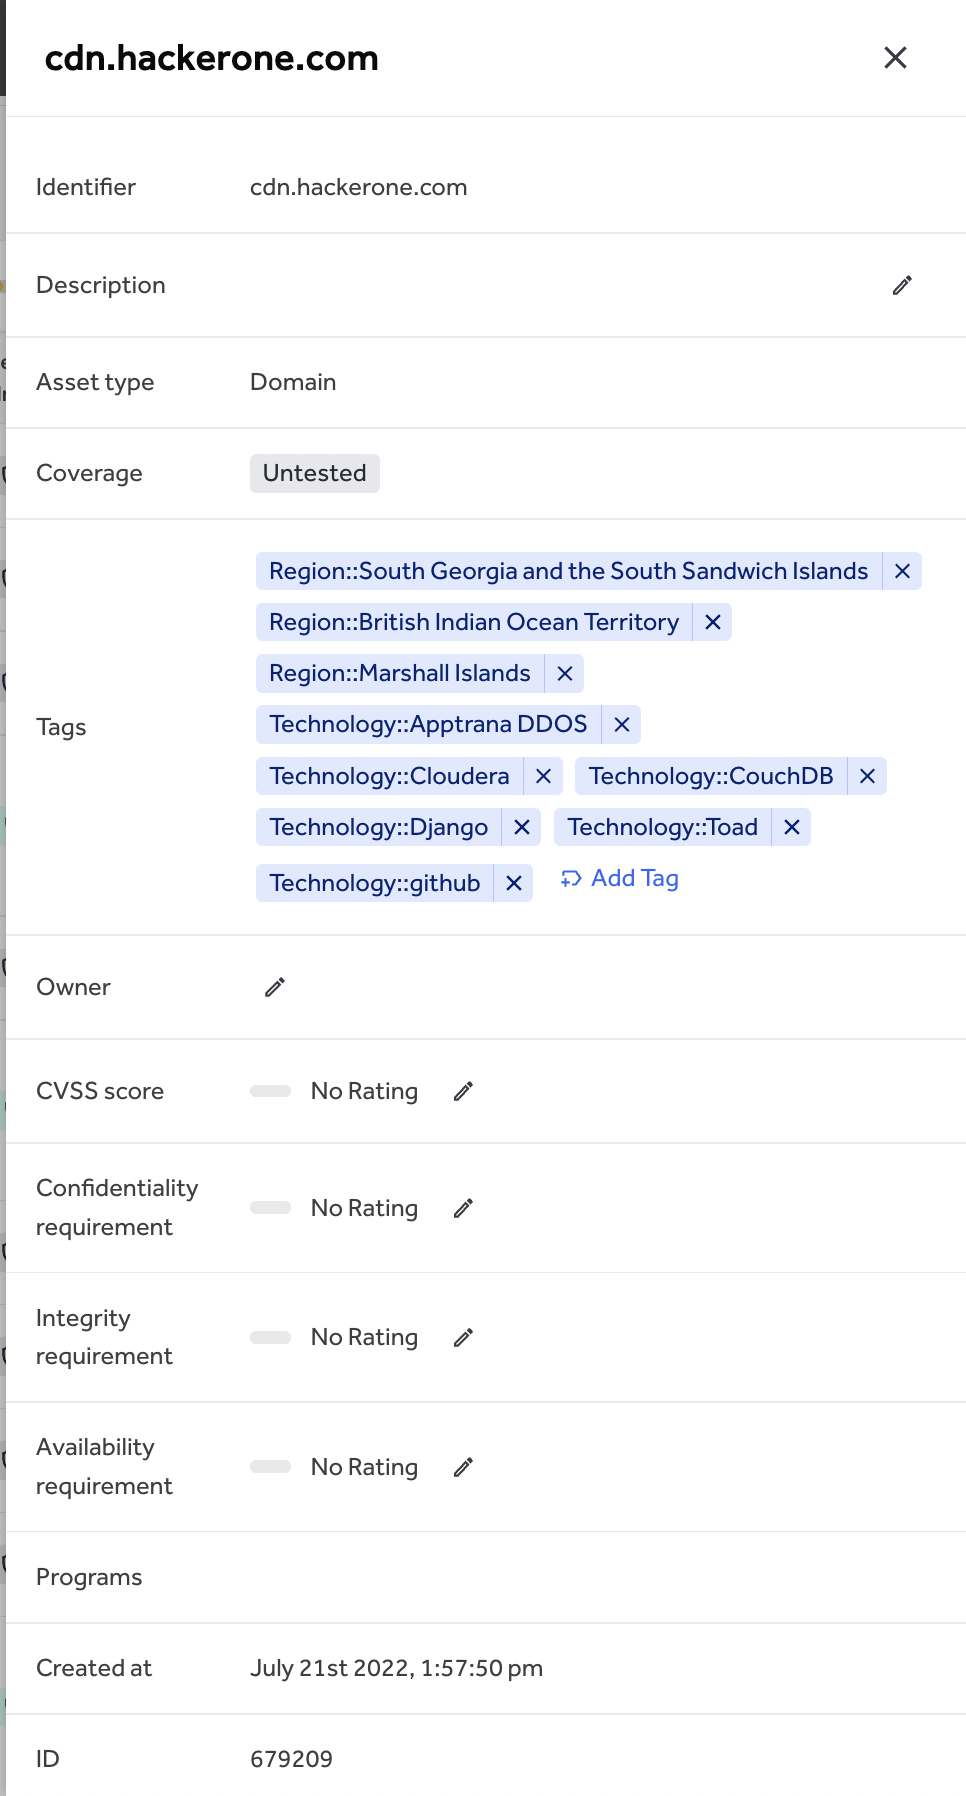 cdn.hackerone.com
Identifier cdn.hackerone.com
Description
Asset type Domain
Coverage Untested
Tags
Region::South Georgia and the South Sandwich Islands
Region::British Indian Ocean Territory
Region::Marshall Islands
Technology::Apptrana DDOS
Technology::Cloudera Technology::CouchDB
Technology::Django Technology::Toad
Technology::github Add Tag
Owner
CVSS score No Rating
Confidentiality
requirement No Rating
Integrity
requirement No Rating
Availability
requirement No Rating
Programs
Created at July 21st 2022, 1:57:50 pm
ID 679209